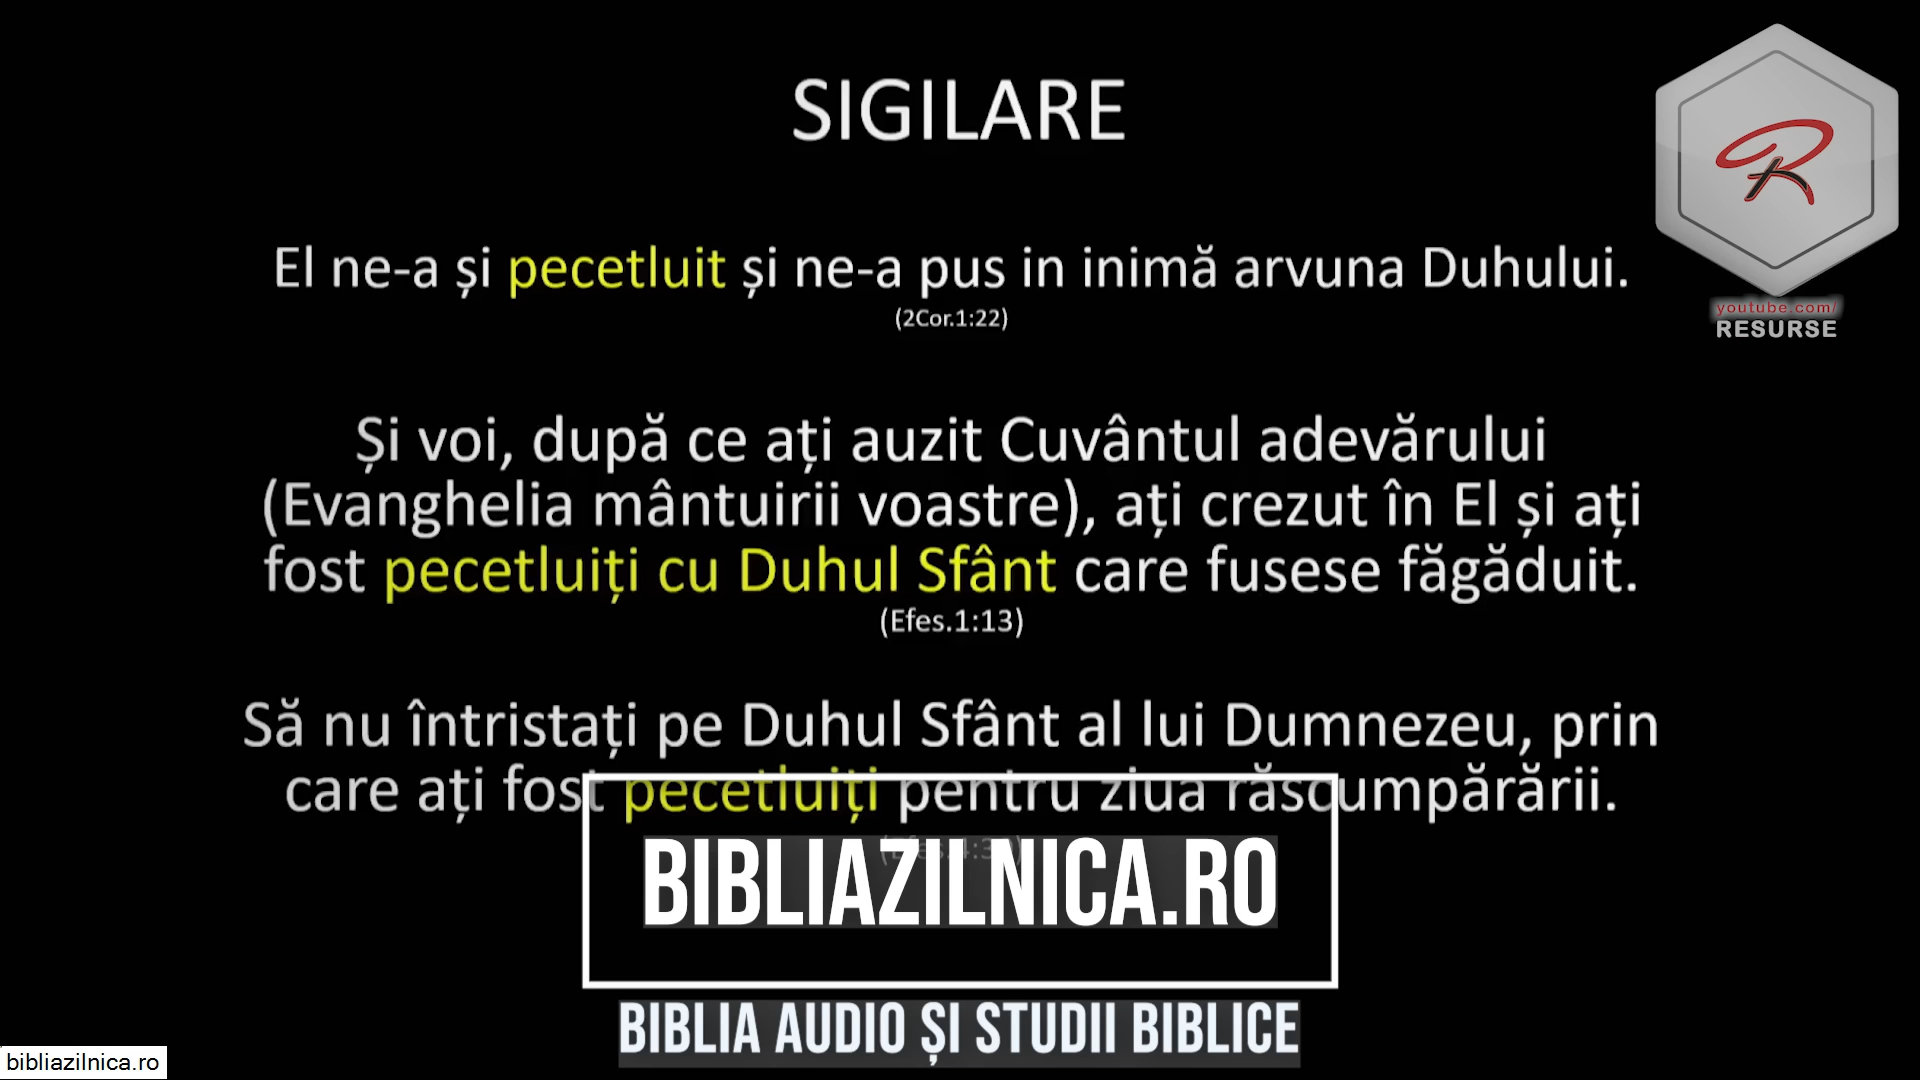 SIGILARE
El ne-a și pecetluit și ne-a pus in inimă arvuna Duhului.
(2Cor.1:22)
Și voi, după ce ați auzit Cuvântul adevărului
(Evanghelia mântuirii voastre), ați crezut în El și ați
fost pecetluiți cu Duhul Sfânt care fusese făgăduit.
(Efes.1:13)
Să nu întristați pe Duhul Sfânt al lui Dumnezeu, prin
care ați fost pecetluiți pentru ziua răscumpărării.
BIBLIAZILNICA.RO
BIBLIA AUDIO ȘI STUDII BIBLICE
bibliazilnica.ro
R
youtube.com/
RESURSE